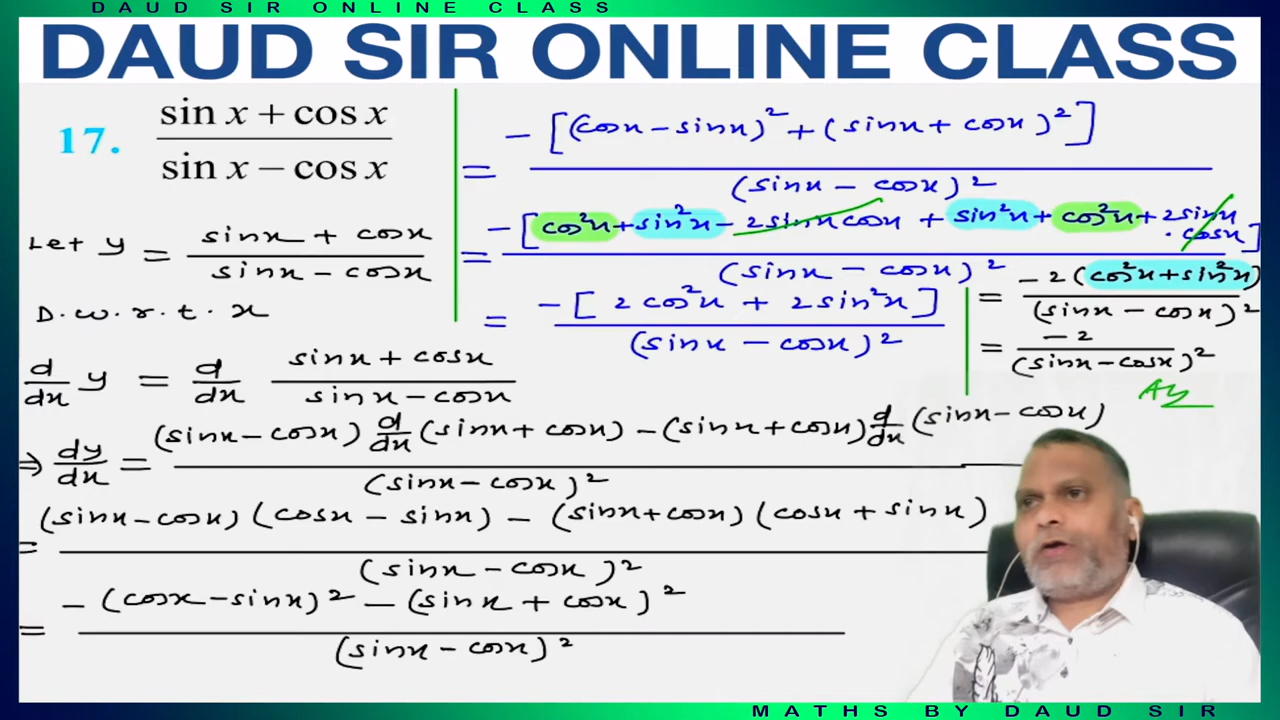 DAUD SIR ONLINE CLASS
DAUD SIR ONLINE CLASS
17. (sin x + cos x) / (sin x − cos x)
Let y = (sinx + cosx) / (sinx − cosx)
D. w. r. t. x
d/dx y = d/dx (sinx + cosx) / (sinx − cosx)
⇒ dy/dx = [(sinx − cosx) d/dx (sinx + cosx) − (sinx + cosx) d/dx (sinx − cosx)] / (sinx − cosx)²
= [(sinx − cosx) (cosx − sinx) − (sinx + cosx) (cosx + sinx)] / (sinx − cosx)²
= [−(cosx − sinx)² − (sinx + cosx)²] / (sinx − cosx)²
= −[(cosx − sinx)² + (sinx + cosx)²] / (sinx − cosx)²
= −[cos²x + sin²x − 2sinx cosx + sin²x + cos²x + 2sinx · cosx] / (sinx − cosx)²
= −[2cos²x + 2sin²x] / (sinx − cosx)²
= −2(cos²x + sin²x) / (sinx − cosx)²
= −2 / (sinx − cosx)²
MATHS BY DAUD SIR